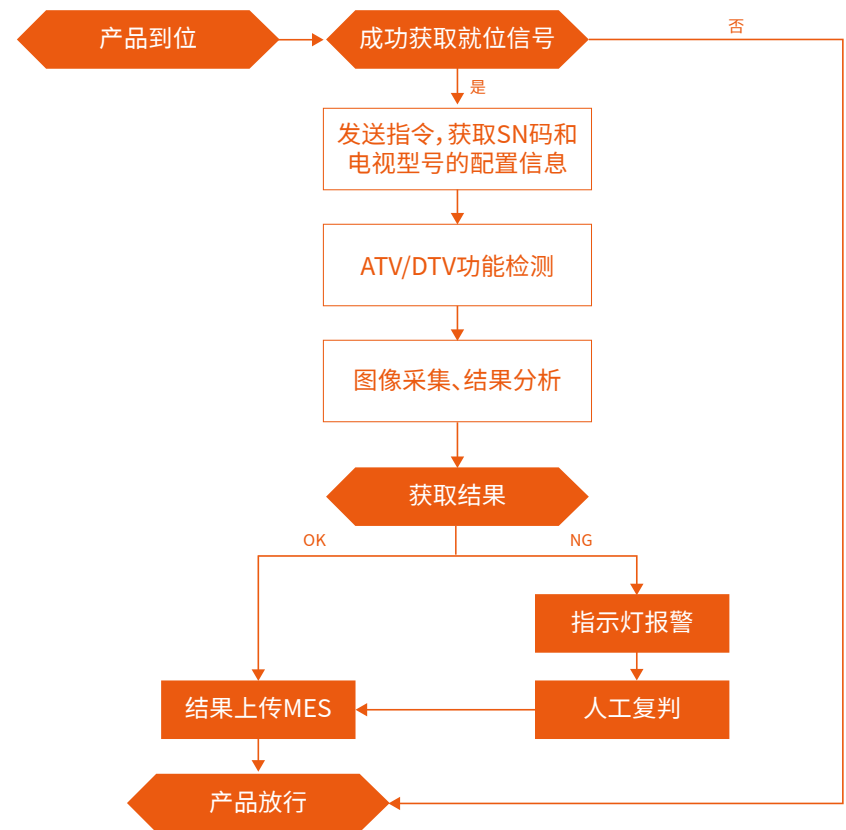 产品到位
成功获取就位信号
否
是
发送指令,获取SN码和
电视型号的配置信息
ATV/DTV功能检测
图像采集、结果分析
获取结果
OK
NG
指示灯报警
结果上传MES
人工复判
产品放行